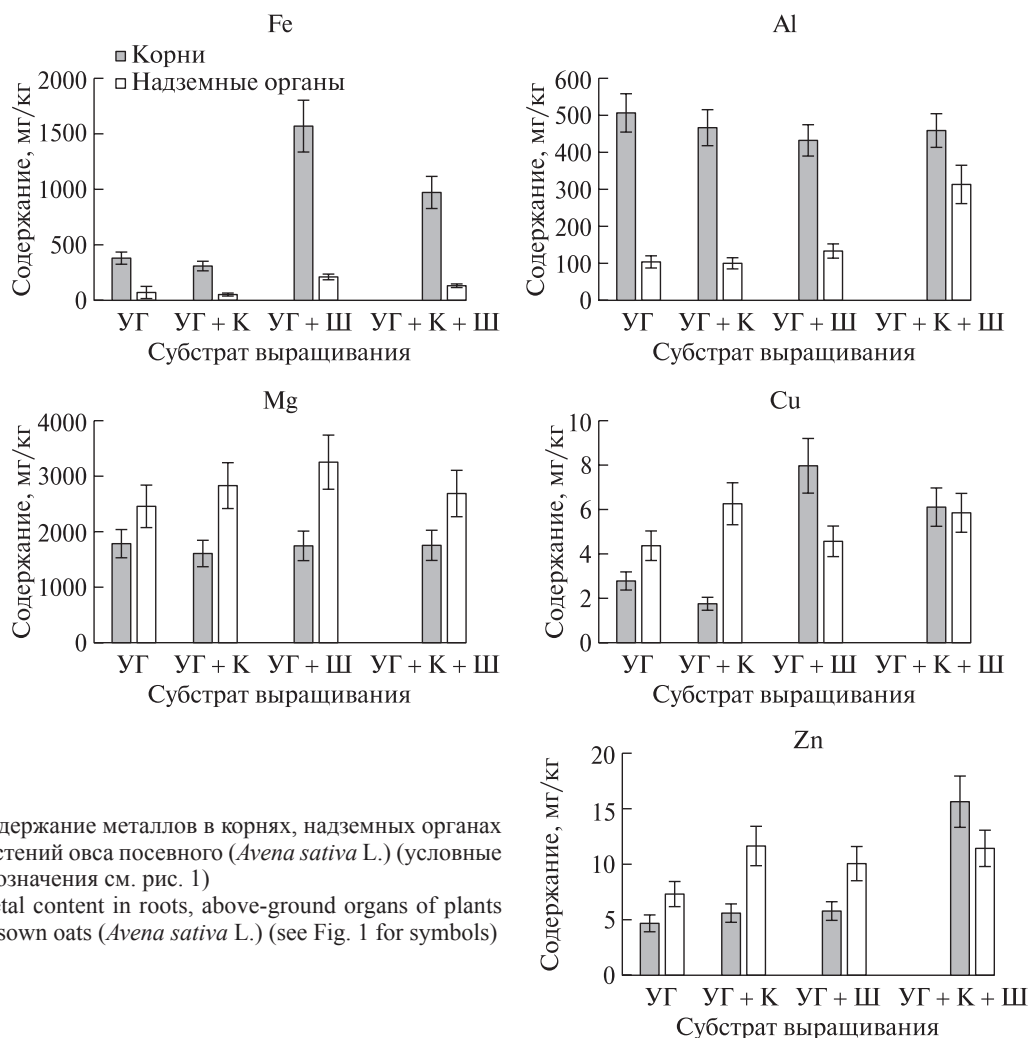 Fe
Корни
Надземные органы
Содержание, мг/кг
2000
1500
1000
500
0
УГ УГ + К УГ + Ш УГ + К + Ш
Субстрат выращивания
Al
Содержание, мг/кг
600
500
400
300
200
100
0
УГ УГ + К УГ + Ш УГ + К + Ш
Субстрат выращивания
Mg
Содержание, мг/кг
4000
3000
2000
1000
0
УГ УГ + К УГ + Ш УГ + К + Ш
Субстрат выращивания
Cu
Содержание, мг/кг
10
8
6
4
2
0
УГ УГ + К УГ + Ш УГ + К + Ш
Субстрат выращивания
Zn
Содержание, мг/кг
20
15
10
5
0
УГ УГ + К УГ + Ш УГ + К + Ш
Субстрат выращивания
держание металлов в корнях, надземных органах
стений овса посевного (Avena sativa L.) (условные
означения см. рис. 1)
etal content in roots, above-ground organs of plants
sown oats (Avena sativa L.) (see Fig. 1 for symbols)